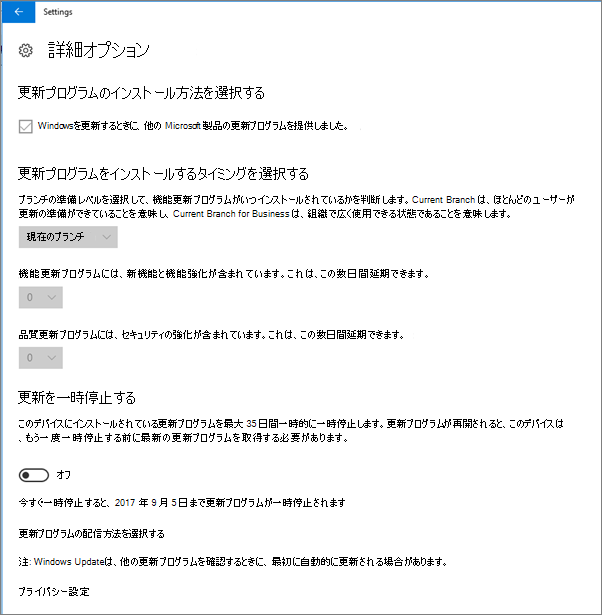 Settings
詳細オプション
更新プログラムのインストール方法を選択する
Windowsを更新するときに、他の Microsoft 製品の更新プログラムを提供しました。
更新プログラムをインストールするタイミングを選択する
ブランチの準備レベルを選択して、機能更新プログラムがいつインストールされているかを判断します。Current Branch は、ほとんどのユーザーが
更新の準備ができていることを意味し、Current Branch for Business は、組織で広く使用できる状態であることを意味します。
現在のブランチ
機能更新プログラムには、新機能と機能強化が含まれています。これは、この数日間延期できます。
0
品質更新プログラムには、セキュリティの強化が含まれています。これは、この数日間延期できます。
0
更新を一時停止する
このデバイスにインストールされている更新プログラムを最大 35日間一時的に一時停止します。更新プログラムが再開されると、このデバイスは
、もう一度一時停止する前に最新の更新プログラムを取得する必要があります。
オフ
今すぐ一時停止すると、2017 年 9 月 5日まで更新プログラムが一時停止されます
更新プログラムの配信方法を選択する
注: Windows Updateは、他の更新プログラムを確認するときに、最初に自動的に更新される場合があります。
プライバシー設定